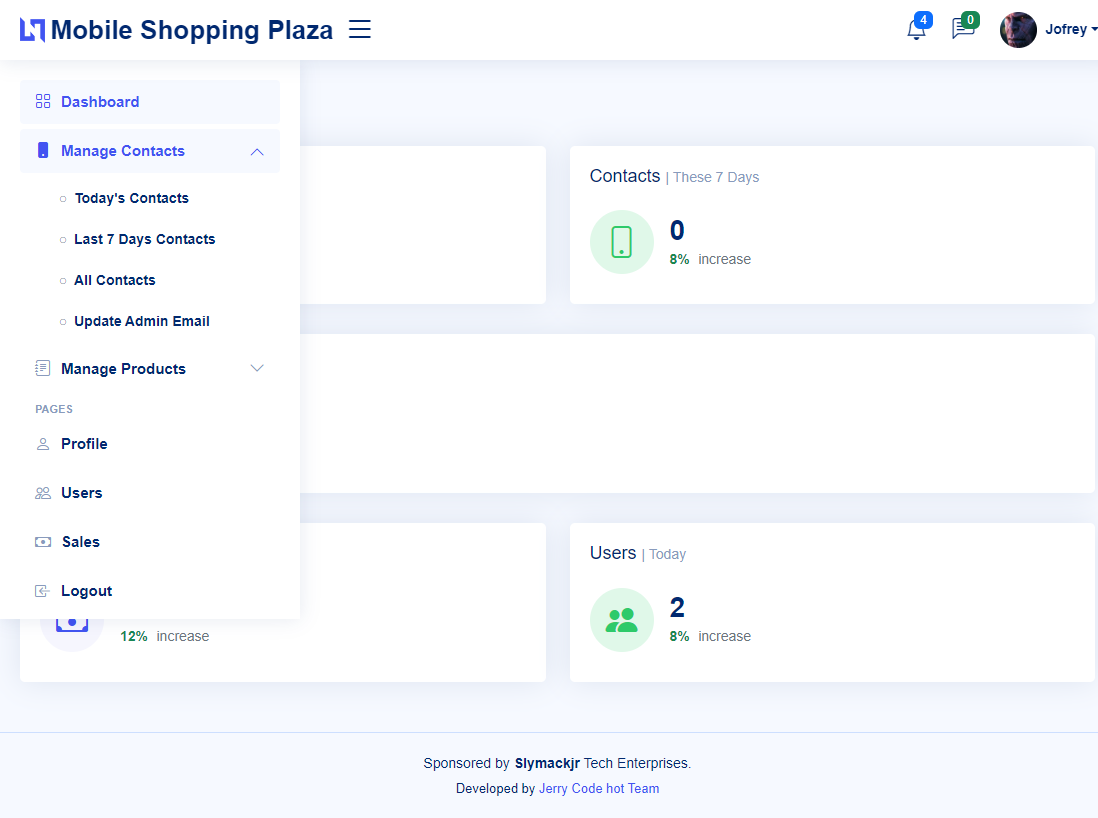 Mobile Shopping Plaza
4
0
Jofrey
Dashboard
Manage Contacts
Today's Contacts
Last 7 Days Contacts
All Contacts
Update Admin Email
Manage Products
PAGES
Profile
Users
Sales
Logout
Contacts | These 7 Days
0
8% increase
12% increase
Users | Today
2
8% increase
Sponsored by Slymackjr Tech Enterprises.
Developed by Jerry Code hot Team